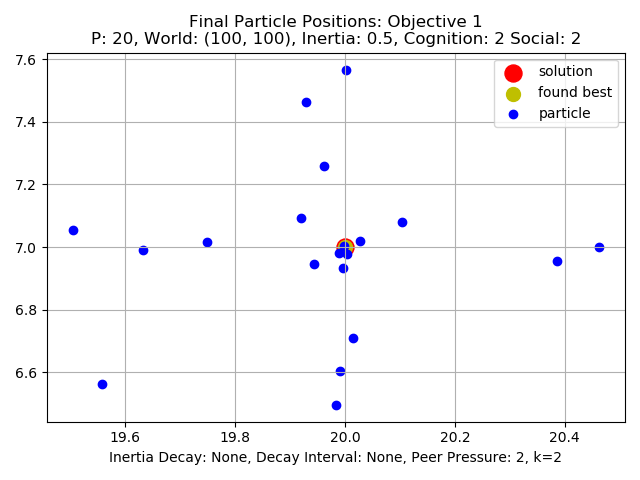 Final Particle Positions: Objective 1
P: 20, World: (100, 100), Inertia: 0.5, Cognition: 2 Social: 2
solution
found best
particle
7.6
7.4
7.2
7.0
6.8
6.6
19.6 19.8 20.0 20.2 20.4
Inertia Decay: None, Decay Interval: None, Peer Pressure: 2, k=2